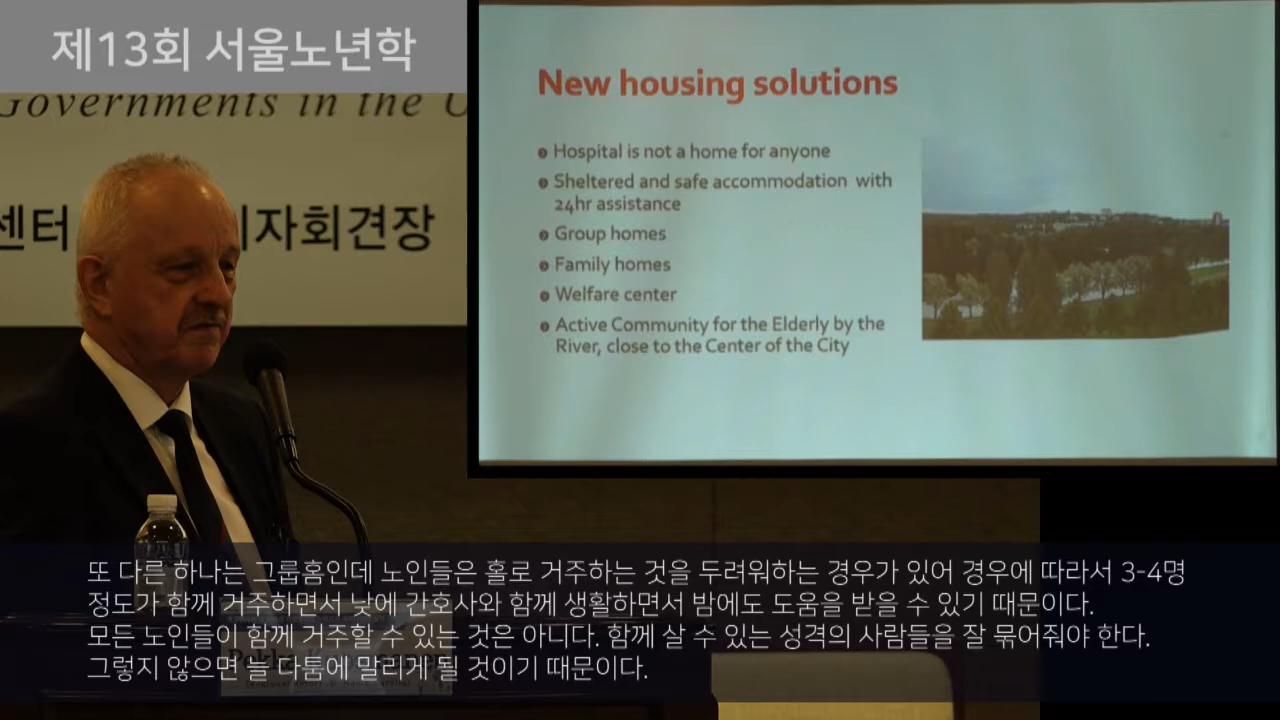 제13회 서울노년학
Governments in the U
센터
자회견장
New housing solutions
Hospital is not a home for anyone
Sheltered and safe accommodation with
24hr assistance
Group homes
Family homes
Welfare center
Active Community for the Elderly by the
River, close to the Center of the City
또 다른 하나는 그룹홈인데 노인들은 홀로 거주하는 것을 두려워하는 경우가 있어 경우에 따라서 3-4명
정도가 함께 거주하면서 낮에 간호사와 함께 생활하면서 밤에도 도움을 받을 수 있기 때문이다.
모든 노인들이 함께 거주할 수 있는 것은 아니다. 함께 살 수 있는 성격의 사람들을 잘 묶어줘야 한다.
그렇지 않으면 늘 다툼에 말리게 될 것이기 때문이다.